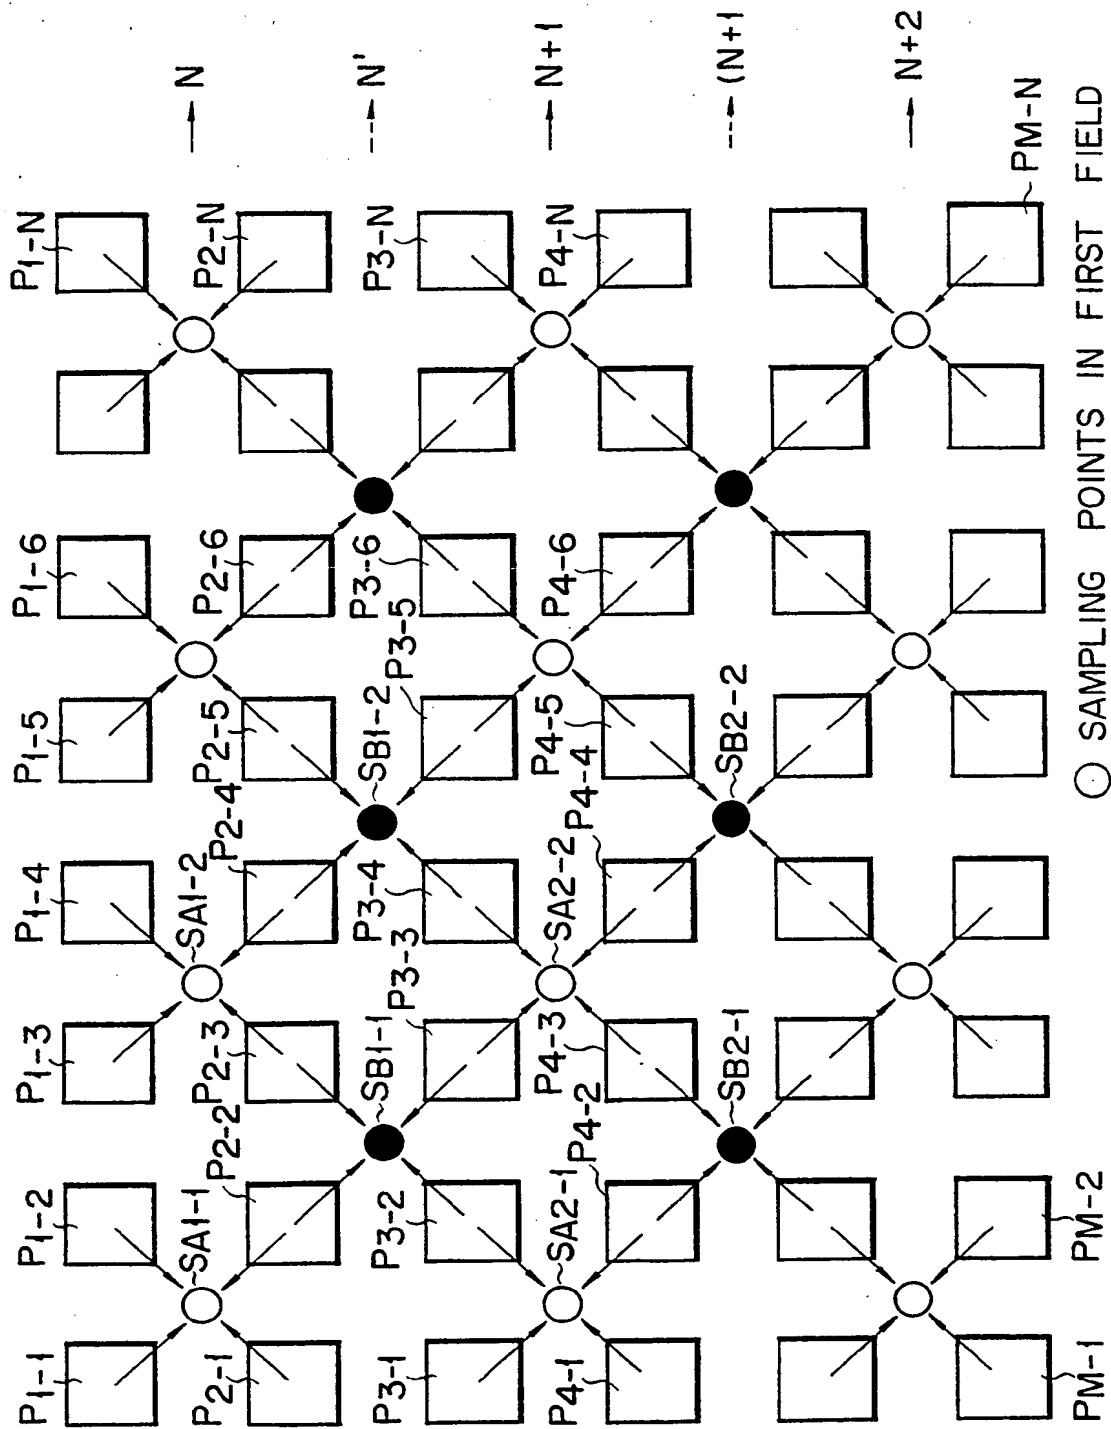 P1-1 P1-2 P1-3 P1-4 P1-5 P1-6 P1-N
SA1-1 SA1-2 → N
P2-1 P2-2 P2-3 P2-4 P2-5 P2-6 P2-N
SB1-1 SB1-2 → N'
P3-1 P3-2 P3-3 P3-4 P3-5 P3-6 P3-N
SA2-1 SA2-2 → N+1
P4-1 P4-2 P4-3 P4-4 P4-5 P4-6 P4-N
SB2-1 SB2-2 → (N+1
→ N+2
PM-1 PM-2 PM-N
○ SAMPLING POINTS IN FIRST FIELD